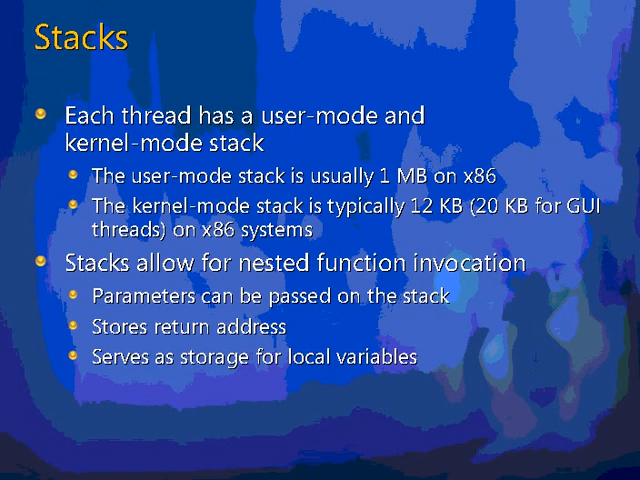 Stacks
Each thread has a user-mode and
kernel-mode stack
The user-mode stack is usually 1 MB on x86
The kernel-mode stack is typically 12 KB (20 KB for GUI
threads) on x86 systems
Stacks allow for nested function invocation
Parameters can be passed on the stack
Stores return address
Serves as storage for local variables